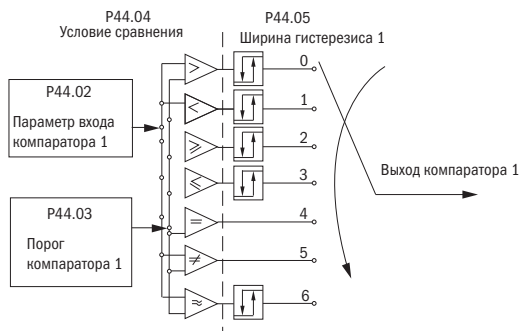 P44.04
Условие сравнения
P44.05
Ширина гистерезиса 1
P44.02
Параметр входа
компаратора 1
P44.03
Порог
компаратора 1
>
<
⩾
⩽
=
≠
≈
0
1
2
3
4
5
6
Выход компаратора 1